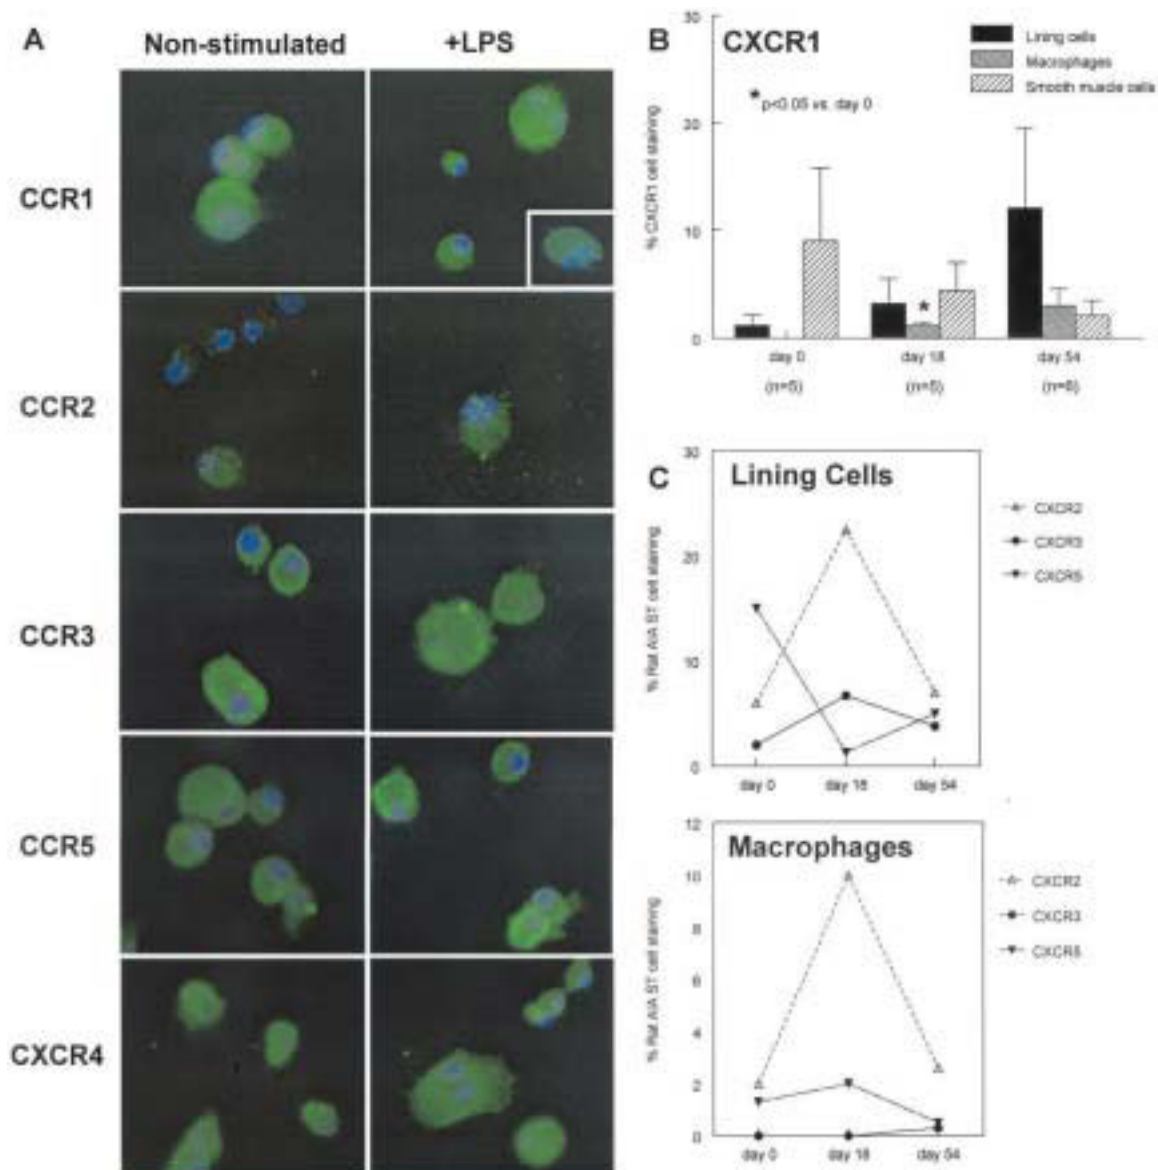 A
Non-stimulated
+LPS
CCR1
CCR2
CCR3
CCR5
CXCR4
B
CXCR1
Lining cells
Macrophages
Smooth muscle cells
* p<0.05 vs. day 0
% CXCR1 cell staining
30
20
10
0
*
day 0
day 18
day 54
(n=5)
C
Lining Cells
CXCR2
CXCR3
CXCR5
% Rat AIA ST cell staining
30
20
10
0
day 0
day 18
day 54
Macrophages
CXCR2
CXCR3
CXCR5
% Rat AIA ST cell staining
12
10
8
6
4
2
0
day 0
day 18
day 54